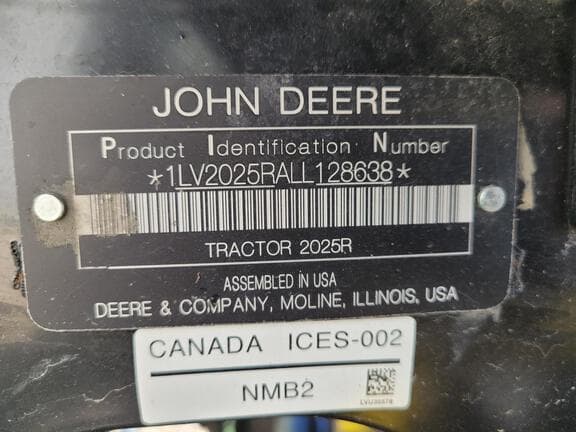 JOHN DEERE
Product Identification Number
*1LV2025RALL128638*
TRACTOR 2025R
ASSEMBLED IN USA
DEERE & COMPANY, MOLINE, ILLINOIS, USA
CANADA ICES-002
NMB2